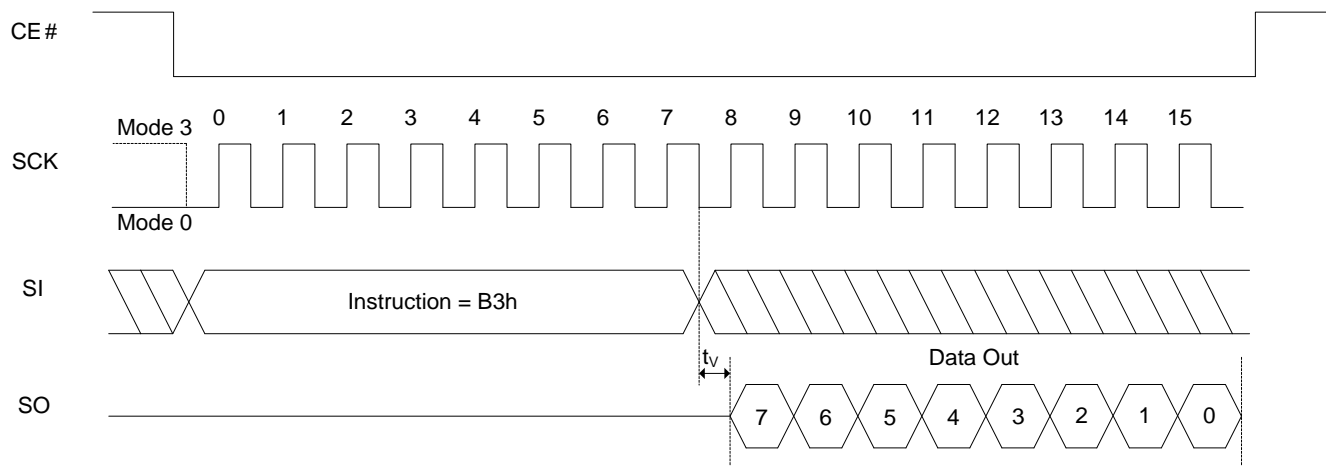 CE #
0 1 2 3 4 5 6 7 8 9 10 11 12 13 14 15
Mode 3
SCK
Mode 0
SI
Instruction = B3h
tV
Data Out
SO
7 6 5 4 3 2 1 0